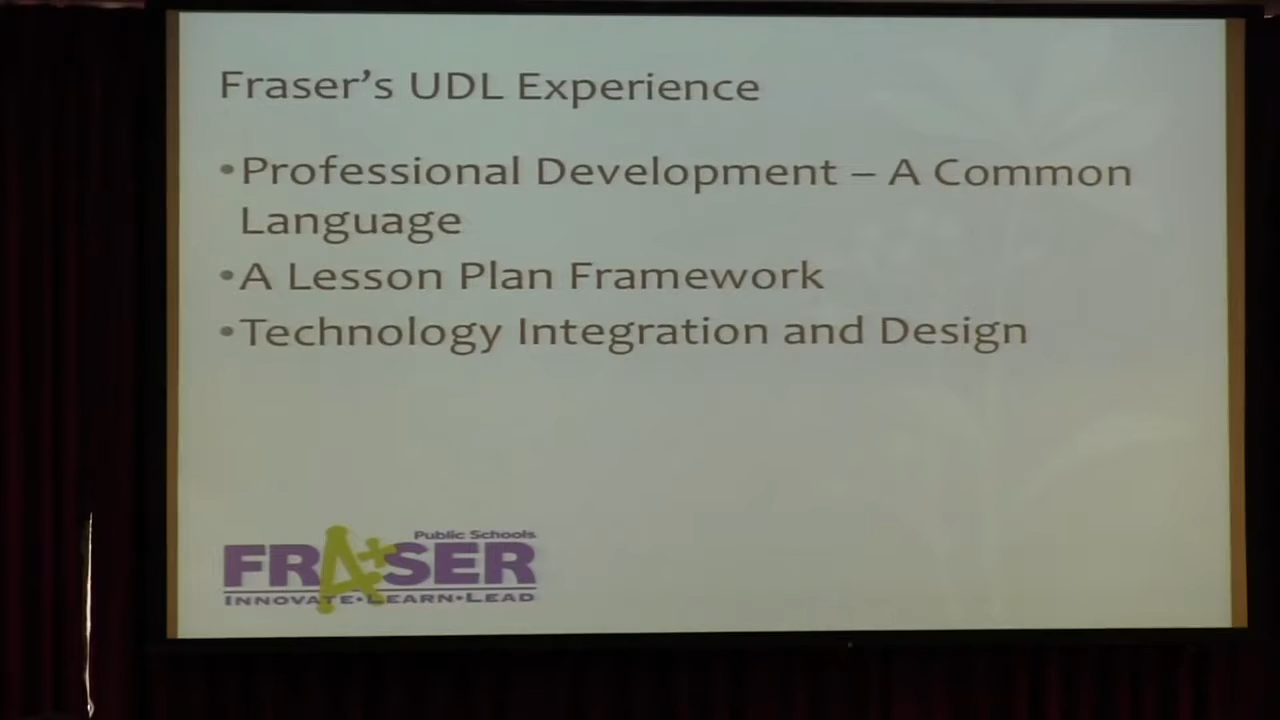 Fraser's UDL Experience
•Professional Development – A Common
Language
•A Lesson Plan Framework
•Technology Integration and Design
Public Schools
FRASER
INNOVATE•LEARN•LEAD